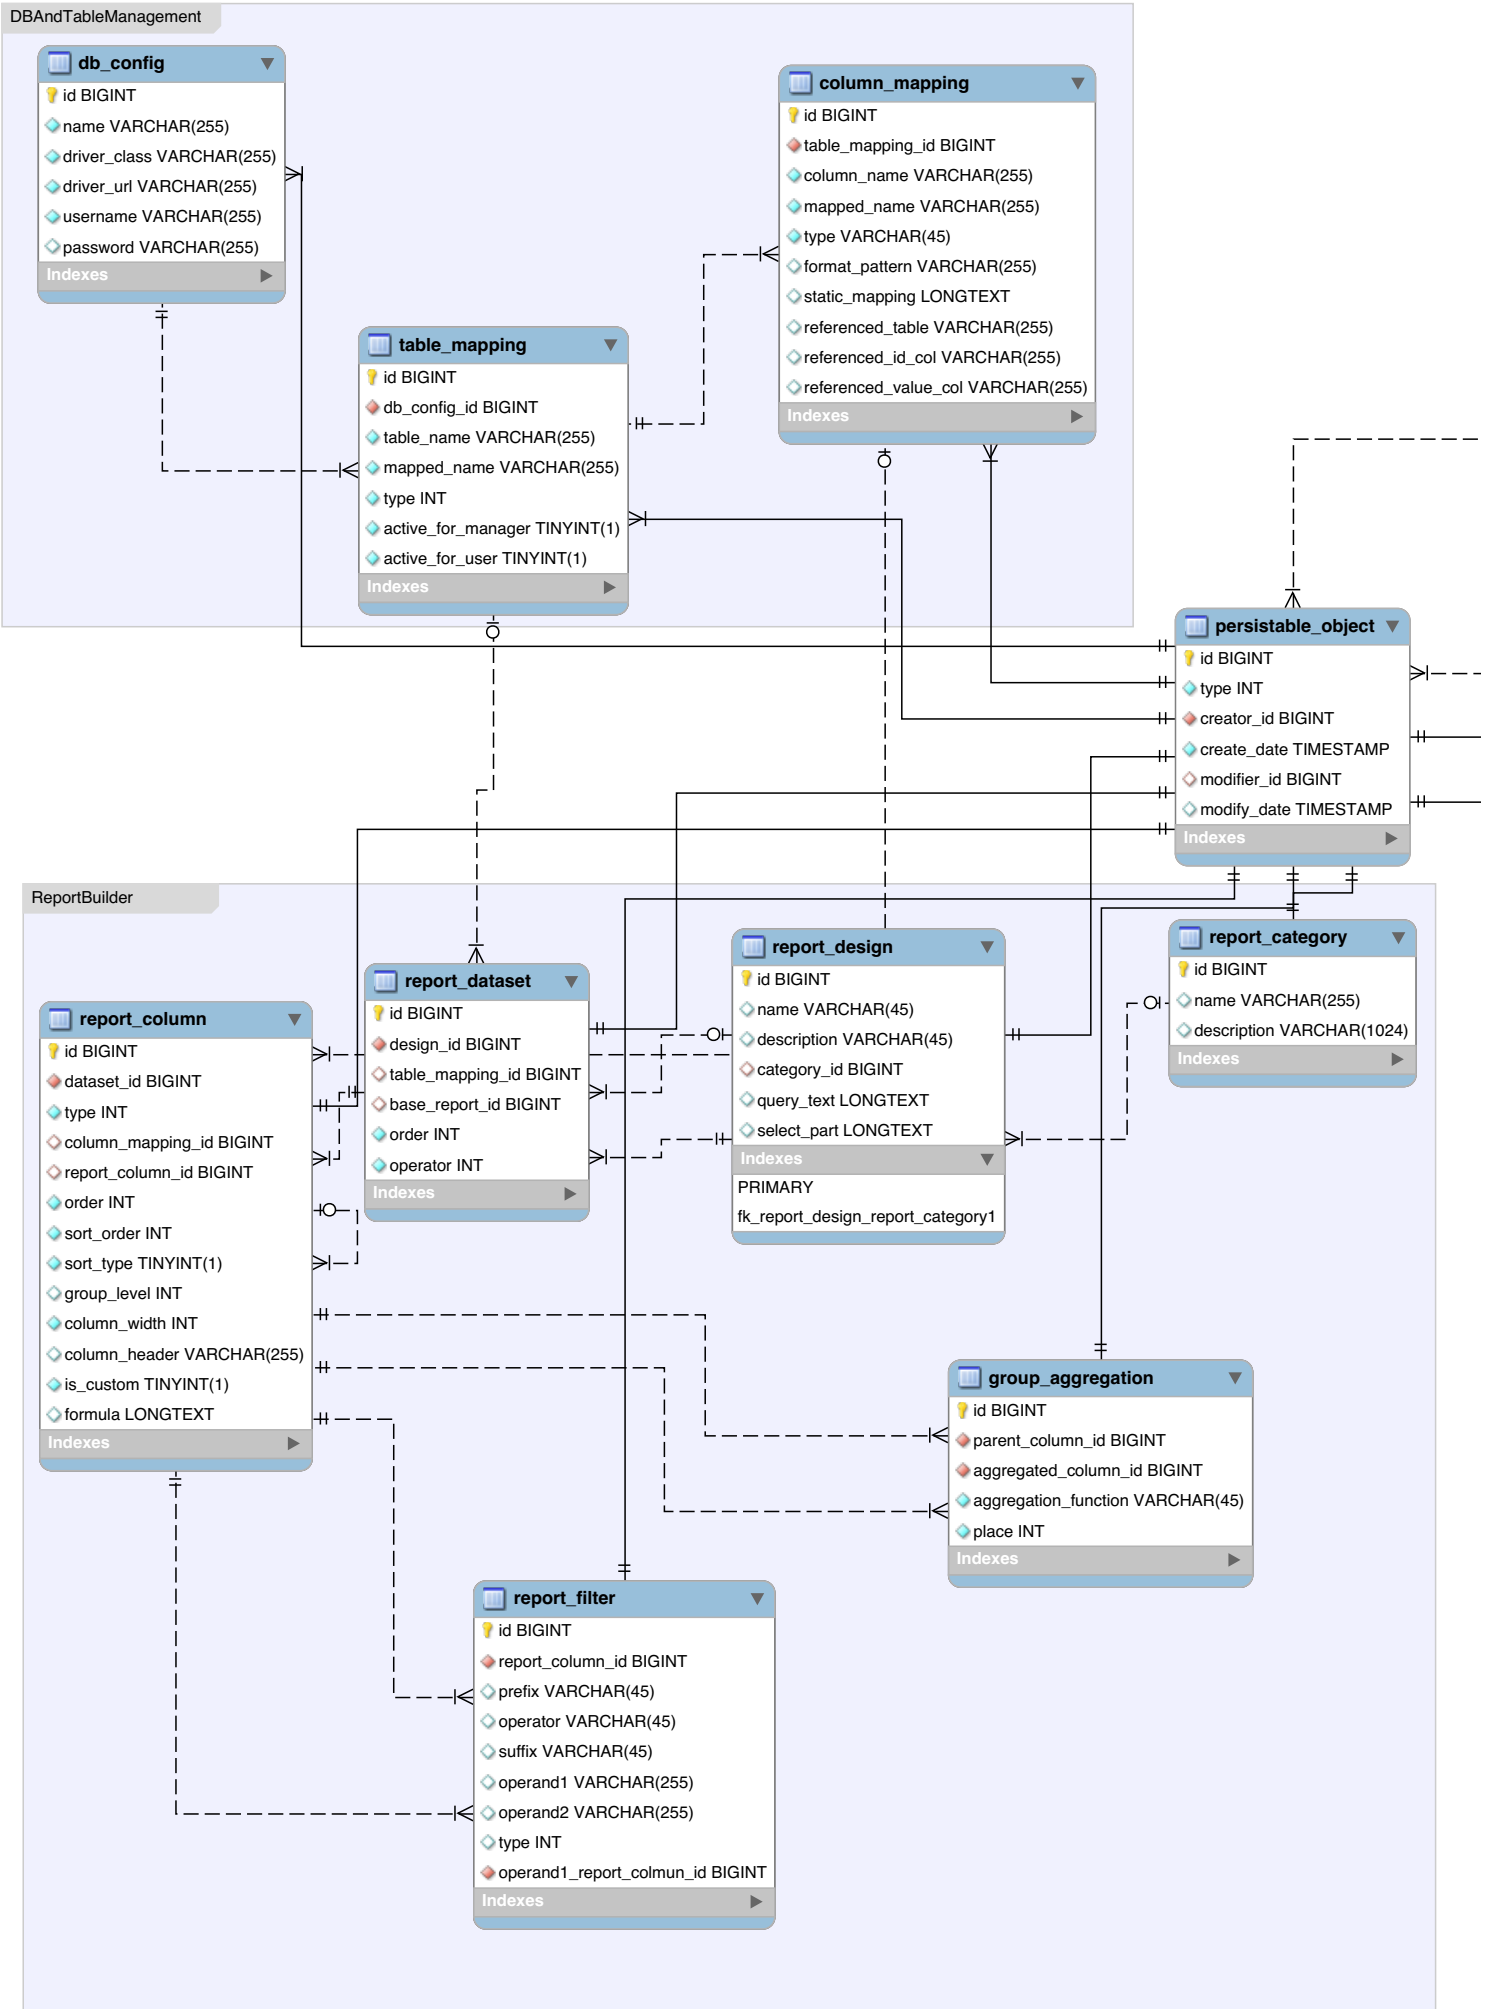 DBAndTableManagement
db_config
id BIGINT
name VARCHAR(255)
driver_class VARCHAR(255)
driver_url VARCHAR(255)
username VARCHAR(255)
password VARCHAR(255)
Indexes
column_mapping
id BIGINT
table_mapping_id BIGINT
column_name VARCHAR(255)
mapped_name VARCHAR(255)
type VARCHAR(45)
format_pattern VARCHAR(255)
static_mapping LONGTEXT
referenced_table VARCHAR(255)
referenced_id_col VARCHAR(255)
referenced_value_col VARCHAR(255)
Indexes
table_mapping
id BIGINT
db_config_id BIGINT
table_name VARCHAR(255)
mapped_name VARCHAR(255)
type INT
active_for_manager TINYINT(1)
active_for_user TINYINT(1)
Indexes
persistable_object
id BIGINT
type INT
creator_id BIGINT
create_date TIMESTAMP
modifier_id BIGINT
modify_date TIMESTAMP
Indexes
ReportBuilder
report_column
id BIGINT
dataset_id BIGINT
type INT
column_mapping_id BIGINT
report_column_id BIGINT
order INT
sort_order INT
sort_type TINYINT(1)
group_level INT
column_width INT
column_header VARCHAR(255)
is_custom TINYINT(1)
formula LONGTEXT
Indexes
report_dataset
id BIGINT
design_id BIGINT
table_mapping_id BIGINT
base_report_id BIGINT
order INT
operator INT
Indexes
report_design
id BIGINT
name VARCHAR(45)
description VARCHAR(45)
category_id BIGINT
query_text LONGTEXT
select_part LONGTEXT
Indexes
PRIMARY
fk_report_design_report_category1
report_category
id BIGINT
name VARCHAR(255)
description VARCHAR(1024)
Indexes
group_aggregation
id BIGINT
parent_column_id BIGINT
aggregated_column_id BIGINT
aggregation_function VARCHAR(45)
place INT
Indexes
report_filter
id BIGINT
report_column_id BIGINT
prefix VARCHAR(45)
operator VARCHAR(45)
suffix VARCHAR(45)
operand1 VARCHAR(255)
operand2 VARCHAR(255)
type INT
operand1_report_colmun_id BIGINT
Indexes